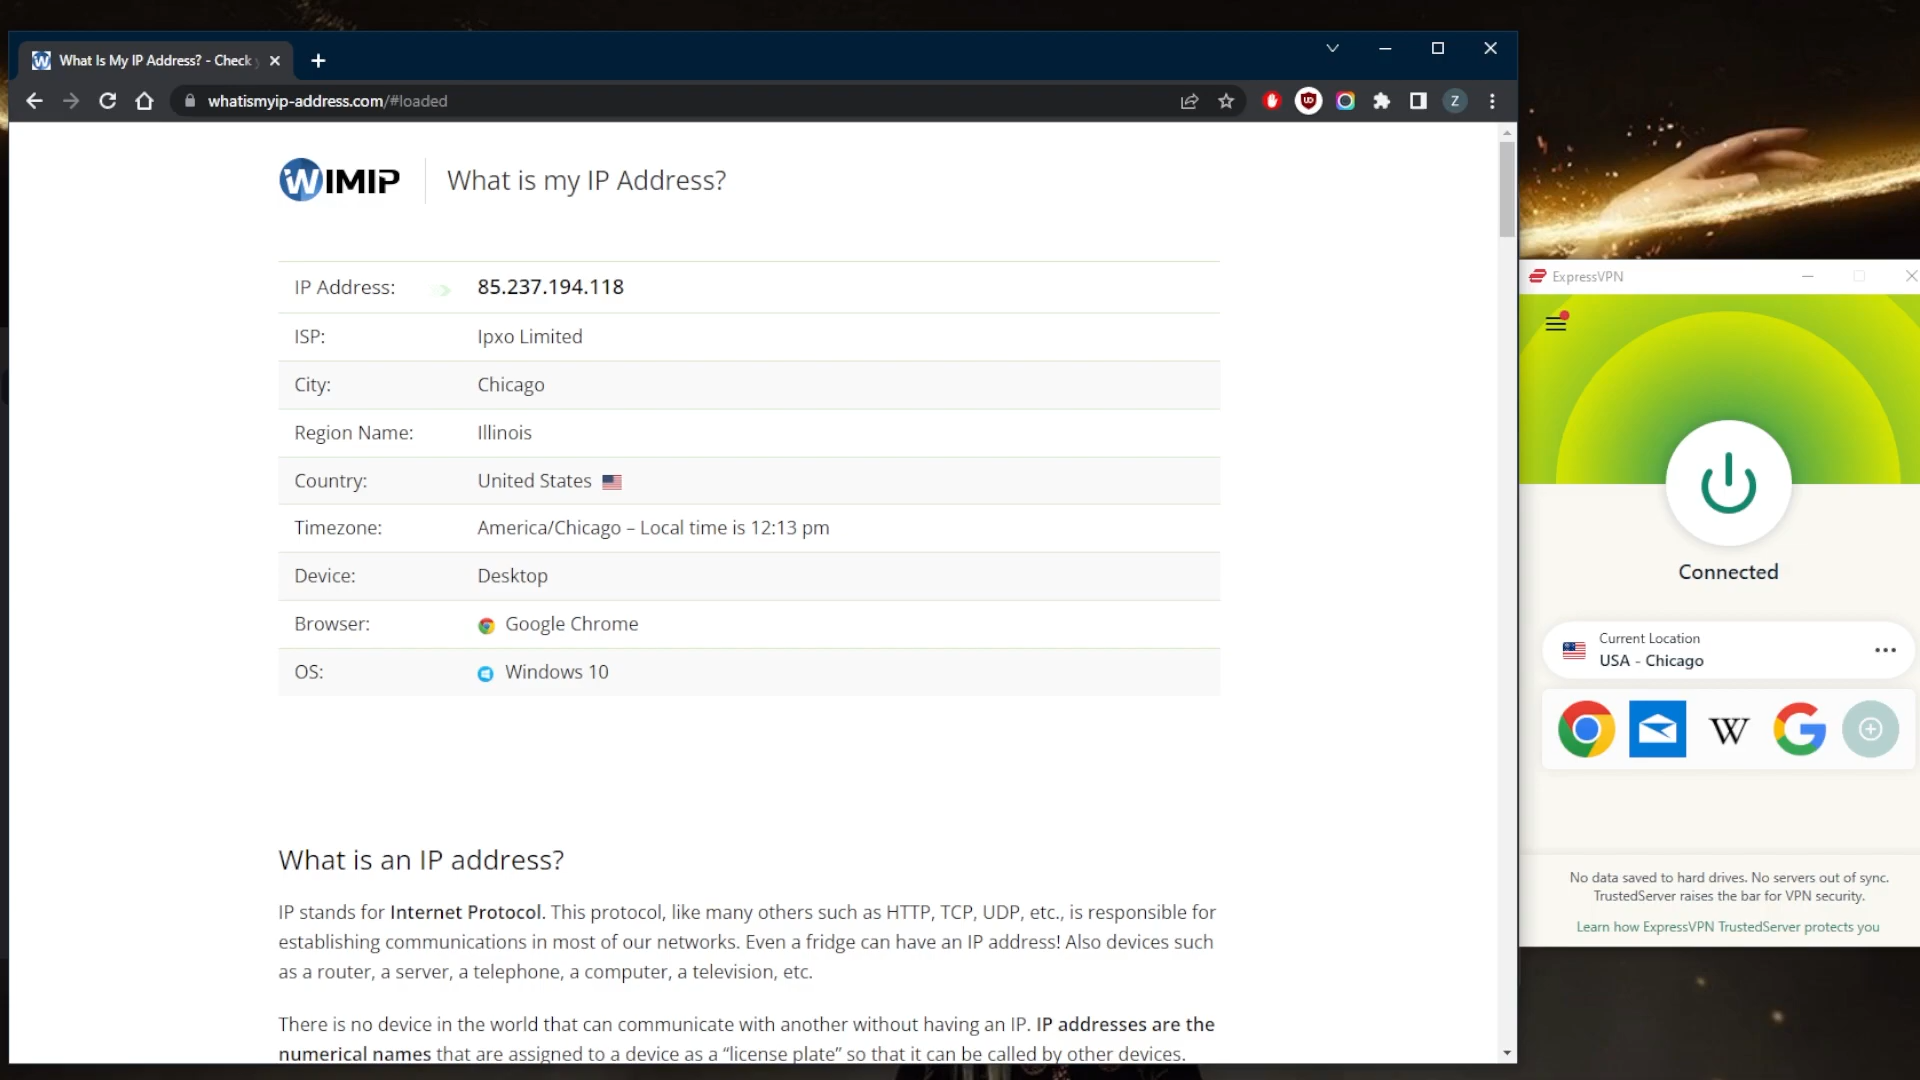 What Is My IP Address? - Check y
whatismyip-address.com/#loaded
Z
WIMIP
What is my IP Address?
IP Address: 85.237.194.118
ISP: Ipxo Limited
City: Chicago
Region Name: Illinois
Country: United States
Timezone: America/Chicago – Local time is 12:13 pm
Device: Desktop
Browser: Google Chrome
OS: Windows 10
What is an IP address?
IP stands for Internet Protocol. This protocol, like many others such as HTTP, TCP, UDP, etc., is responsible for
establishing communications in most of our networks. Even a fridge can have an IP address! Also devices such
as a router, a server, a telephone, a computer, a television, etc.
There is no device in the world that can communicate with another without having an IP. IP addresses are the
numerical names that are assigned to a device as a “license plate” so that it can be called by other devices.
ExpressVPN
Connected
Current Location
USA - Chicago
W
G
No data saved to hard drives. No servers out of sync.
TrustedServer raises the bar for VPN security.
Learn how ExpressVPN TrustedServer protects you